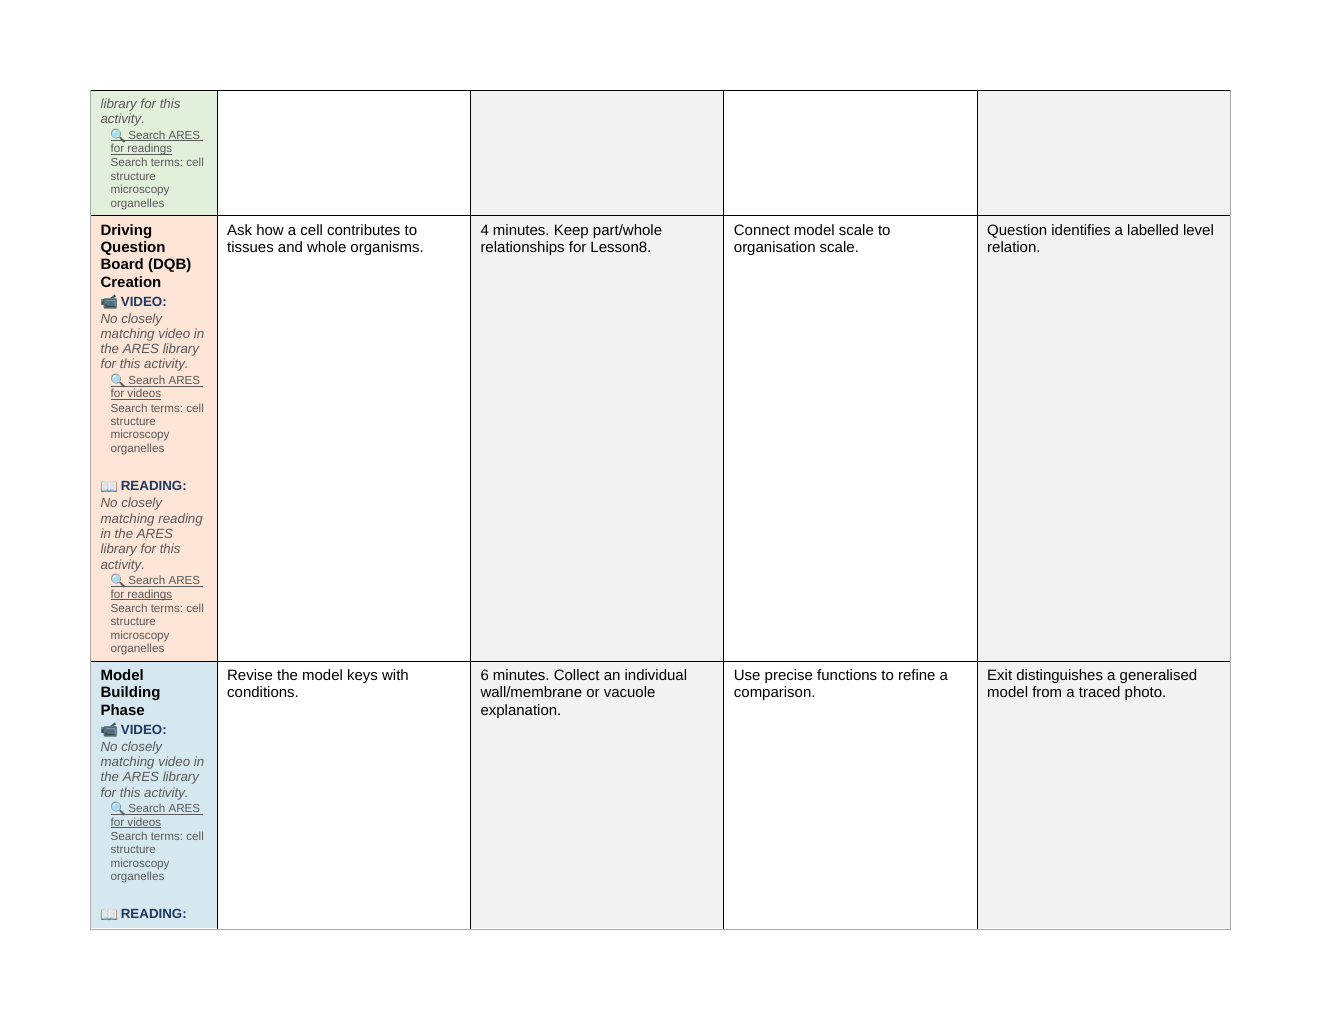 library for this
activity.
🔍 Search ARES
for readings
Search terms: cell
structure
microscopy
organelles
Driving
Question
Board (DQB)
Creation
📹 VIDEO:
No closely
matching video in
the ARES library
for this activity.
🔍 Search ARES
for videos
Search terms: cell
structure
microscopy
organelles
📖 READING:
No closely
matching reading
in the ARES
library for this
activity.
🔍 Search ARES
for readings
Search terms: cell
structure
microscopy
organelles
Ask how a cell contributes to
tissues and whole organisms.
4 minutes. Keep part/whole
relationships for Lesson8.
Connect model scale to
organisation scale.
Question identifies a labelled level
relation.
Model
Building
Phase
📹 VIDEO:
No closely
matching video in
the ARES library
for this activity.
🔍 Search ARES
for videos
Search terms: cell
structure
microscopy
organelles
📖 READING:
Revise the model keys with
conditions.
6 minutes. Collect an individual
wall/membrane or vacuole
explanation.
Use precise functions to refine a
comparison.
Exit distinguishes a generalised
model from a traced photo.